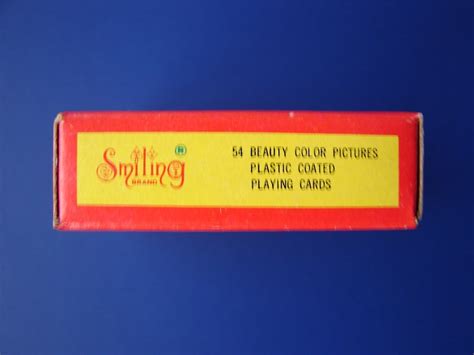 Smiling
BRAND
54 BEAUTY COLOR PICTURES
PLASTIC COATED
PLAYING CARDS